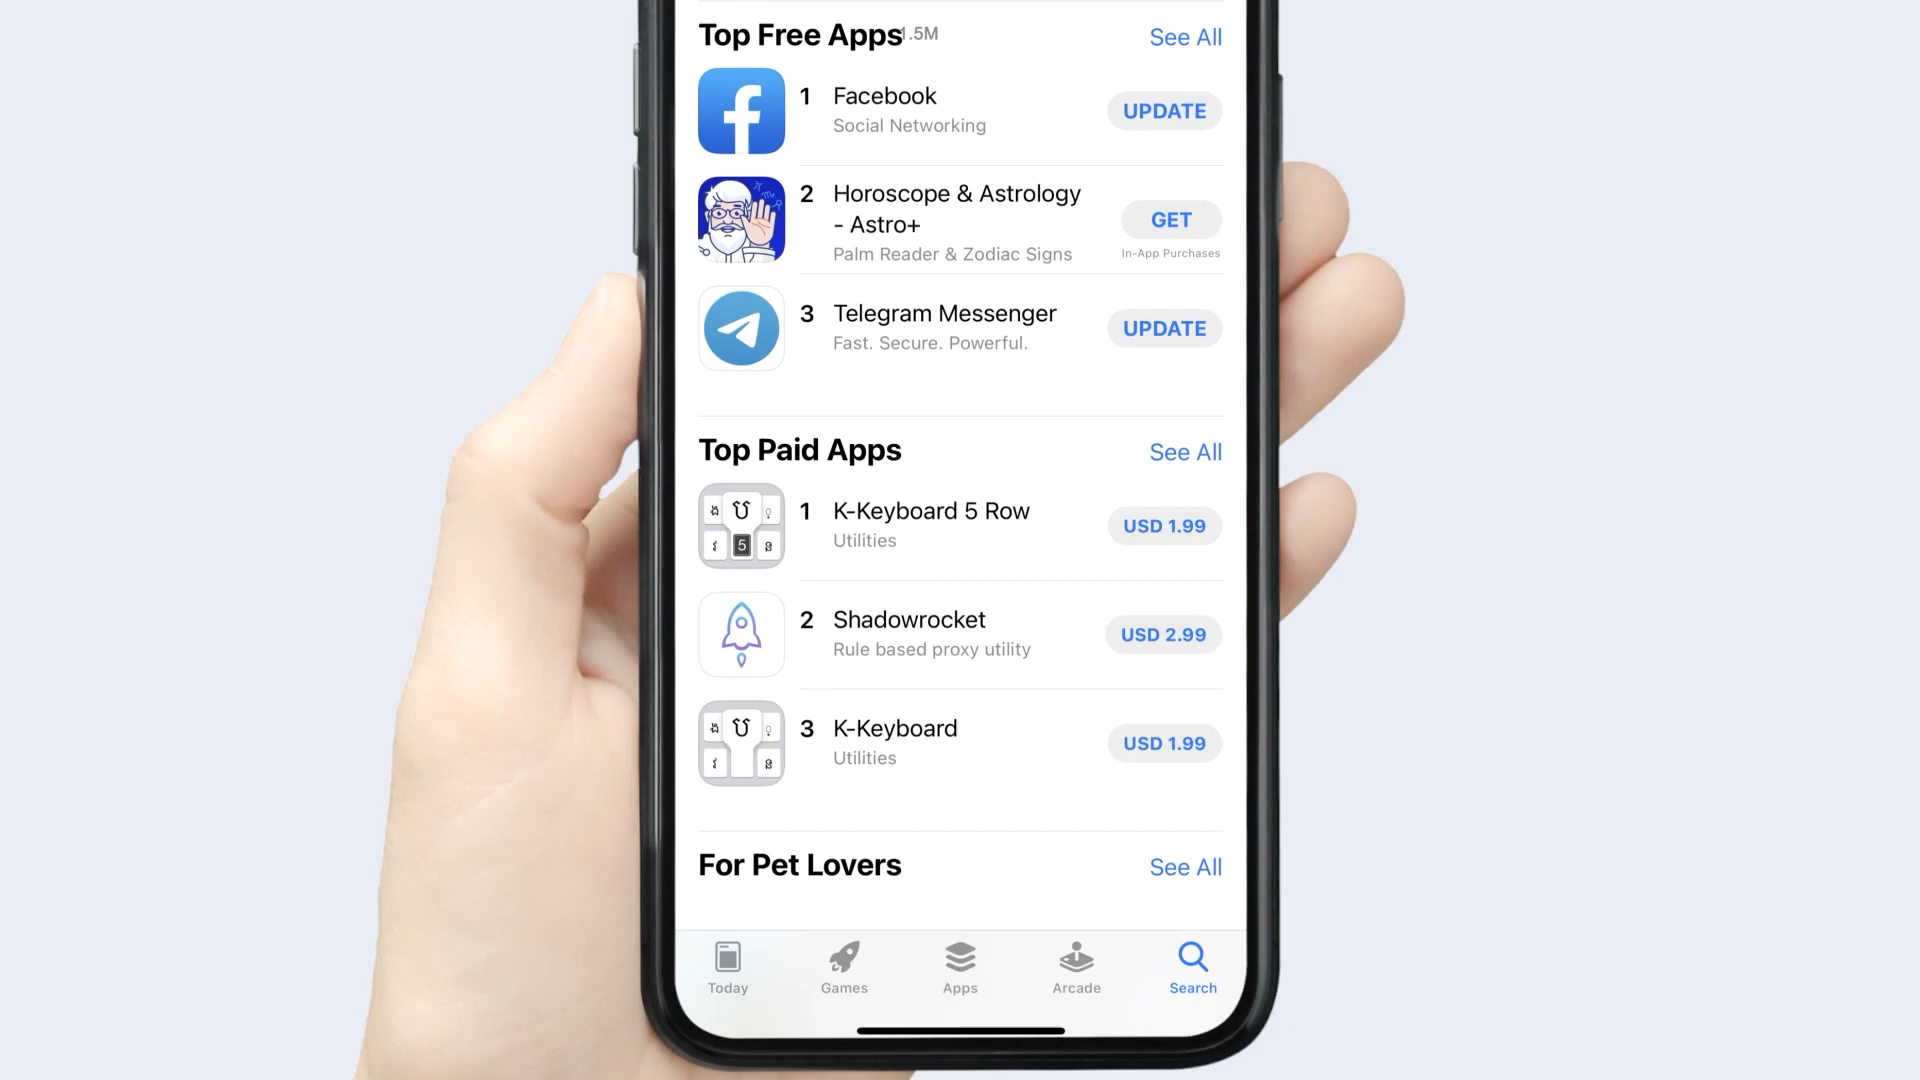 Top Free Apps
1.5M
See All
1 Facebook
Social Networking
UPDATE
2 Horoscope & Astrology
- Astro+
Palm Reader & Zodiac Signs
GET
In-App Purchases
3 Telegram Messenger
Fast. Secure. Powerful.
UPDATE
Top Paid Apps
See All
1 K-Keyboard 5 Row
Utilities
USD 1.99
5
2 Shadowrocket
Rule based proxy utility
USD 2.99
3 K-Keyboard
Utilities
USD 1.99
For Pet Lovers
See All
Today
Games
Apps
Arcade
Search